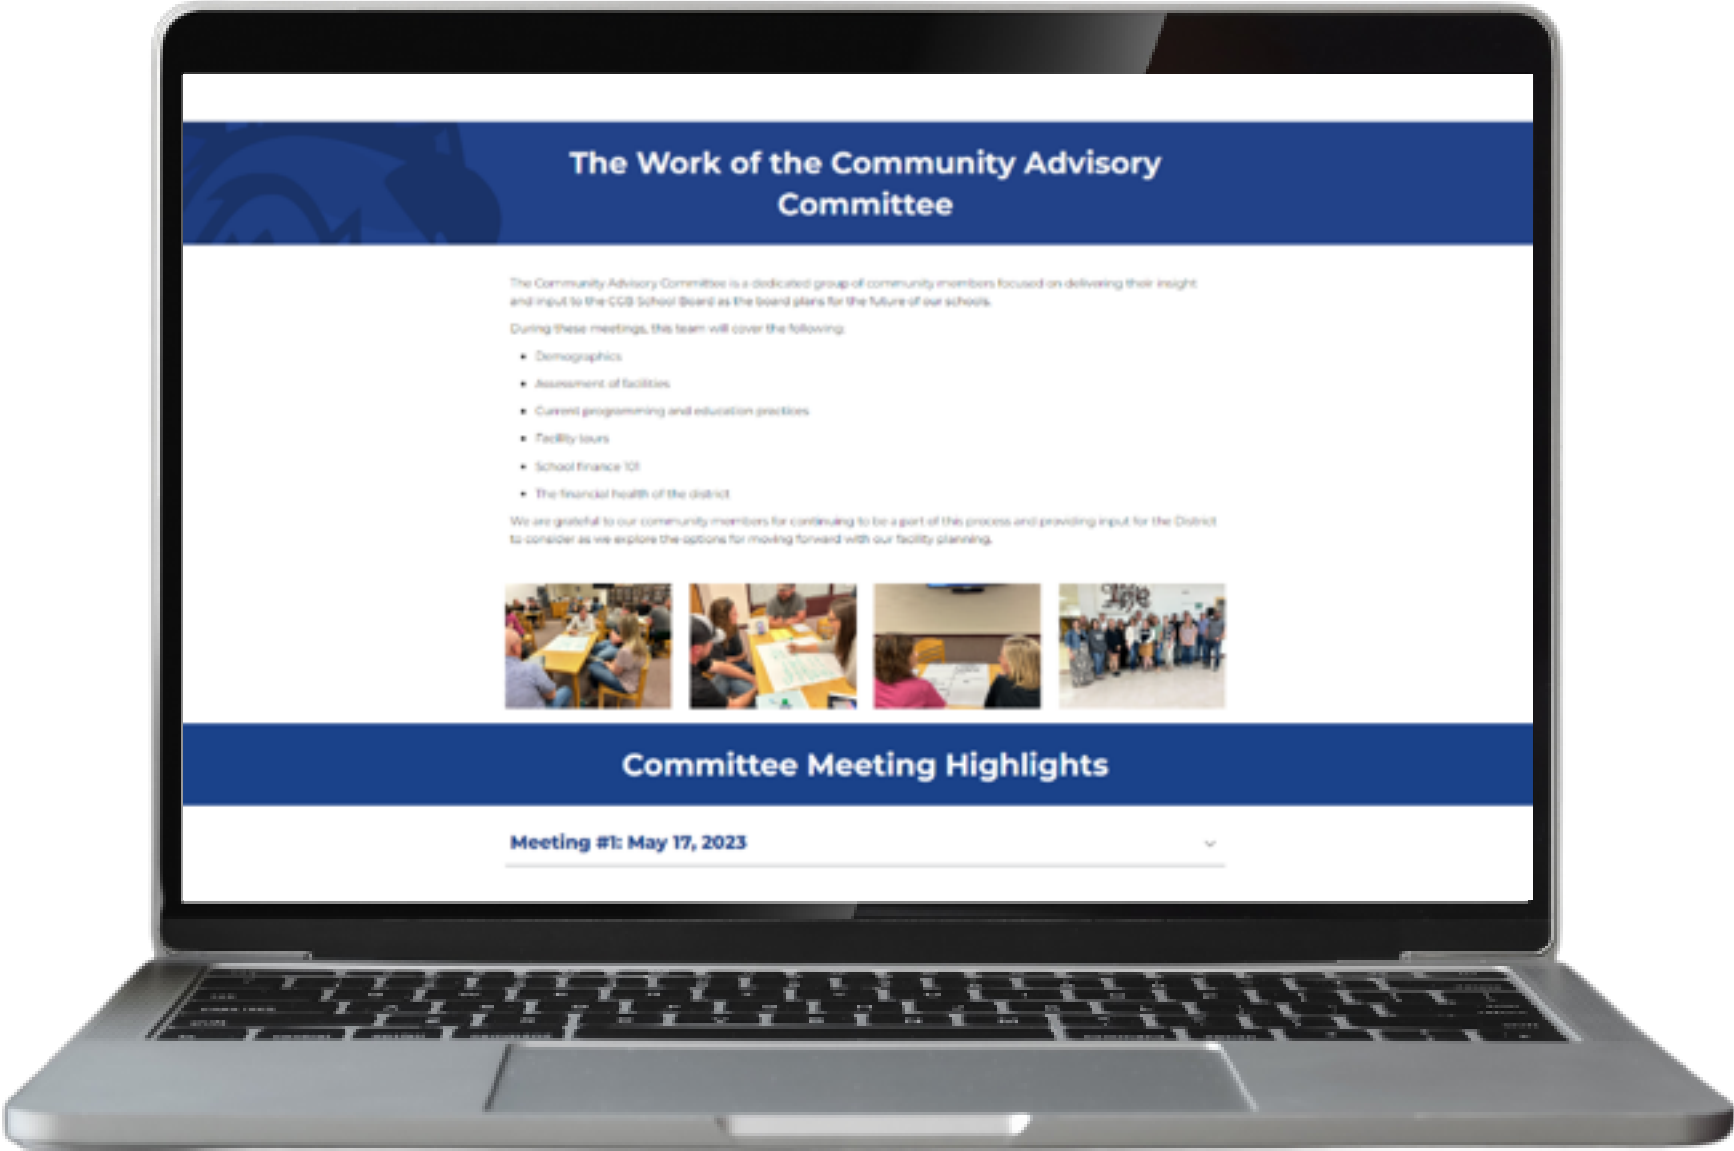 The Work of the Community Advisory
Committee
The Community Advisory Committee is a dedicated group of community members focused on delivering their insight
and input to the CGB School Board as the board plans for the future of our schools.
During these meetings, this team will cover the following:
• Demographics
• Assessment of facilities
• Current programming and education practices
• Facility tours
• School finance 101
• The financial health of the district
We are grateful to our community members for continuing to be a part of this process and providing input for the District
to consider as we explore the options for moving forward with our facility planning.
Committee Meeting Highlights
Meeting #1: May 17, 2023